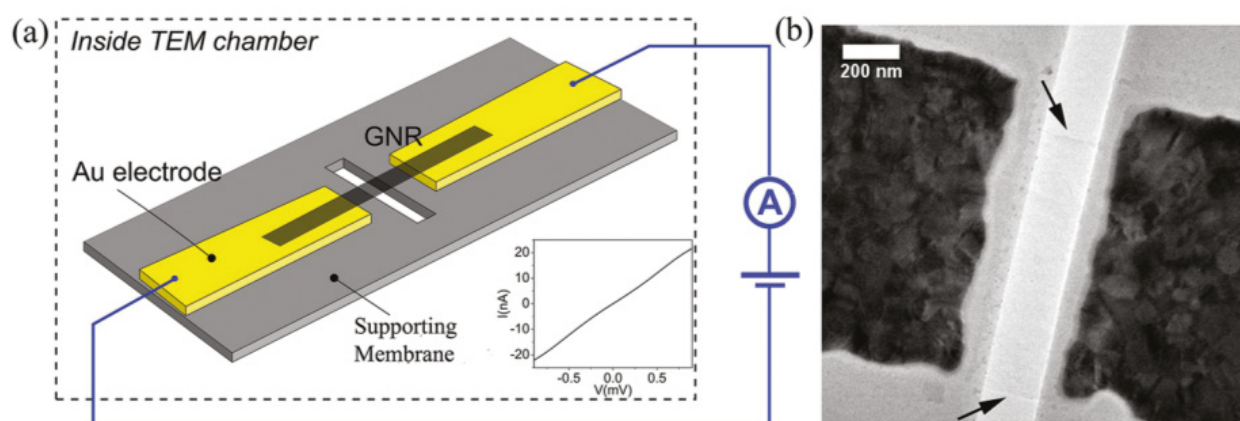 (a)
Inside TEM chamber
GNR
Au electrode
Supporting
Membrane
I(nA)
20
10
0
-10
-20
-0.5
0.0
0.5
V(mV)
A
(b)
200 nm